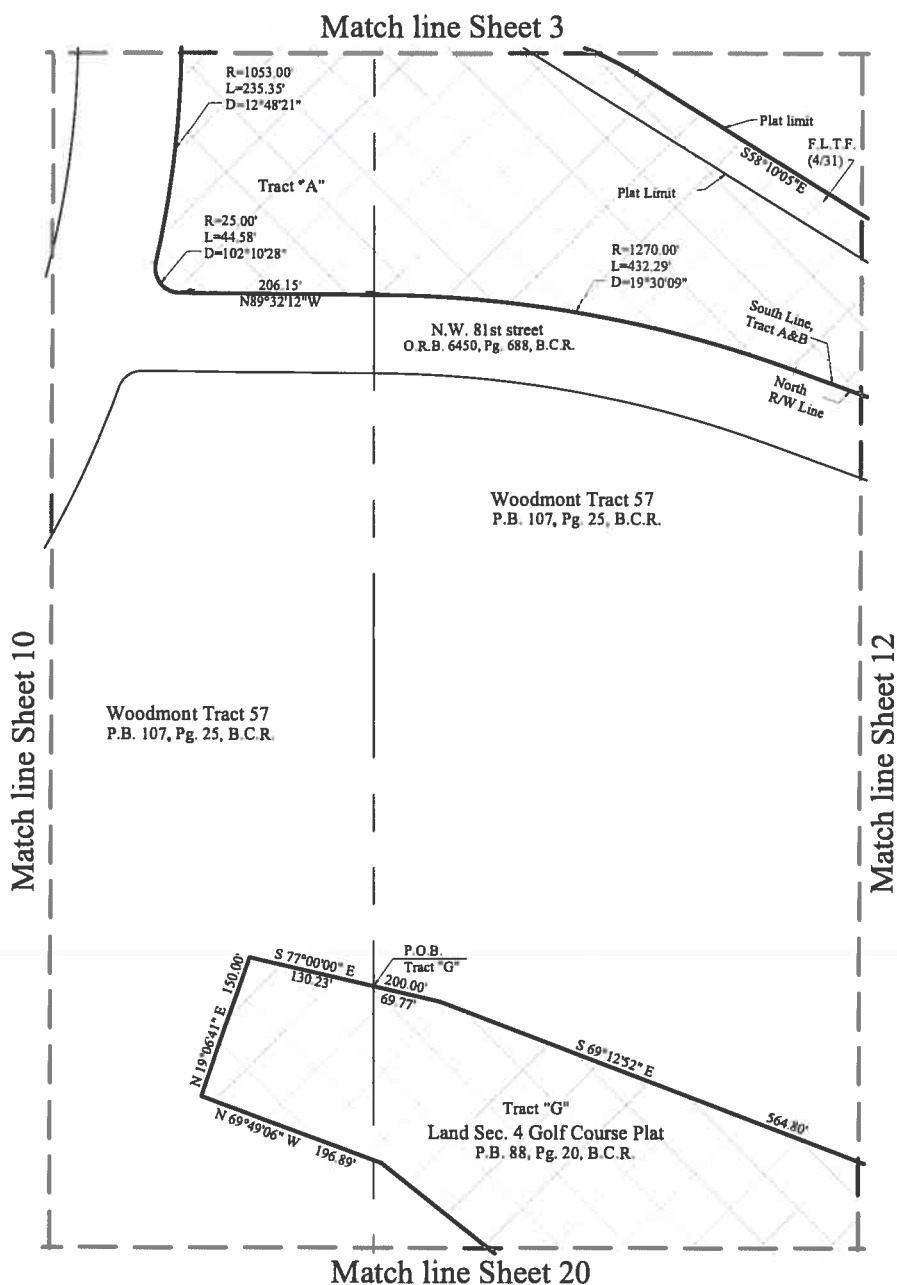 Match line Sheet 3
R=1053.00'
L=235.35'
D=12°48'21"
Plat limit
F.L.T.F.
(4/31)
S58°10'05"E
Tract "A"
Plat Limit
R=25.00'
L=44.58'
D=102°10'28"
R=1270.00'
L=432.29'
D=19°30'09"
206.15'
N89°32'12"W
South Line,
Tract A&B
N.W. 81st street
O.R.B. 6450, Pg. 688, B.C.R.
North
R/W Line
Woodmont Tract 57
P.B. 107, Pg. 25, B.C.R.
Match line Sheet 10
Match line Sheet 12
Woodmont Tract 57
P.B. 107, Pg. 25, B.C.R.
P.O.B.
Tract "G"
S 77°00'00" E
130.23'
200.00'
69.77'
150.00'
N 19°06'41" E
S 69°12'52" E
564.80'
N 69°49'06" W
196.89'
Tract "G"
Land Sec. 4 Golf Course Plat
P.B. 88, Pg. 20, B.C.R.
Match line Sheet 20